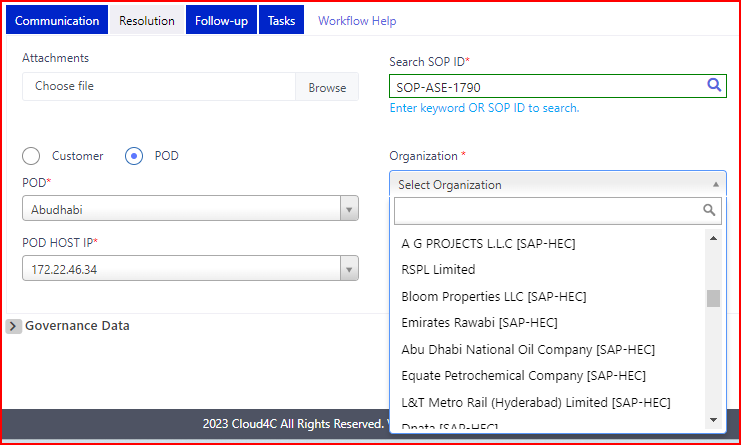 Communication
Resolution
Follow-up
Tasks
Workflow Help
Attachments
Choose file
Browse
Search SOP ID*
SOP-ASE-1790
Enter keyword OR SOP ID to search.
Customer
POD
POD*
Abudhabi
POD HOST IP*
172.22.46.34
Organization *
Select Organization
A G PROJECTS L.L.C [SAP-HEC]
RSPL Limited
Bloom Properties LLC [SAP-HEC]
Emirates Rawabi [SAP-HEC]
Abu Dhabi National Oil Company [SAP-HEC]
Equate Petrochemical Company [SAP-HEC]
L&T Metro Rail (Hyderabad) Limited [SAP-HEC]
Dnata [SAP-HEC]
Governance Data
2023 Cloud4C All Rights Reserved.